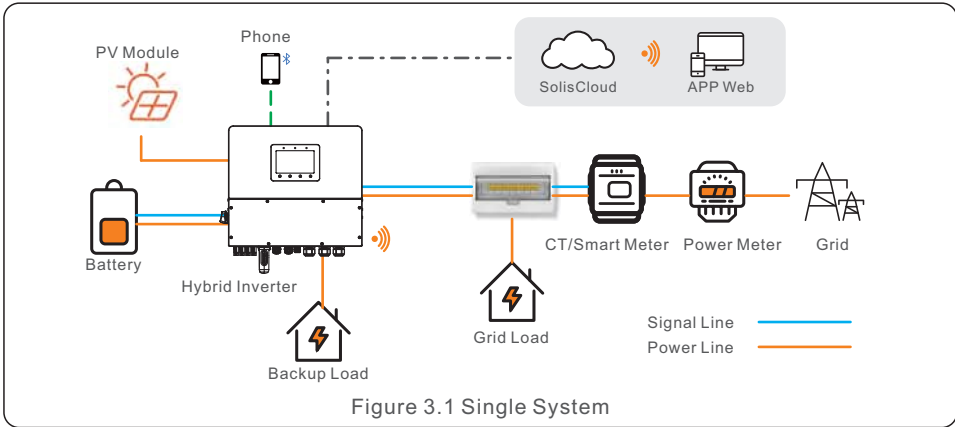 Phone
PV Module
SolisCloud
APP Web
CT/Smart Meter
Power Meter
Grid
Battery
Hybrid Inverter
Grid Load
Signal Line
Power Line
Backup Load
Figure 3.1 Single System